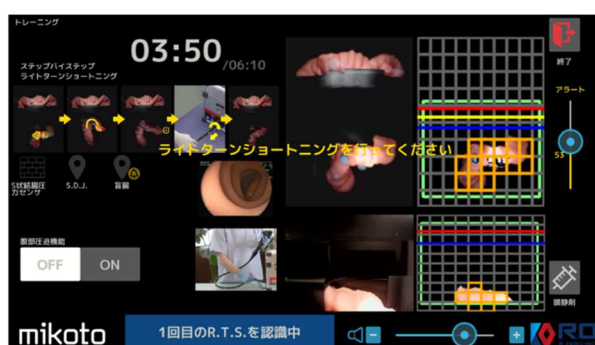 トレーニング
03:50 /06:10
ステップバイステップ
ライトターンショートニング
ライトターンショートニングを行ってください
S状結腸圧
力センサ
S.D.J.
盲腸
腹部圧迫機能
OFF ON
mikoto
1回目のR.T.S.を認識中
終了
アラート
53
鎮静剤